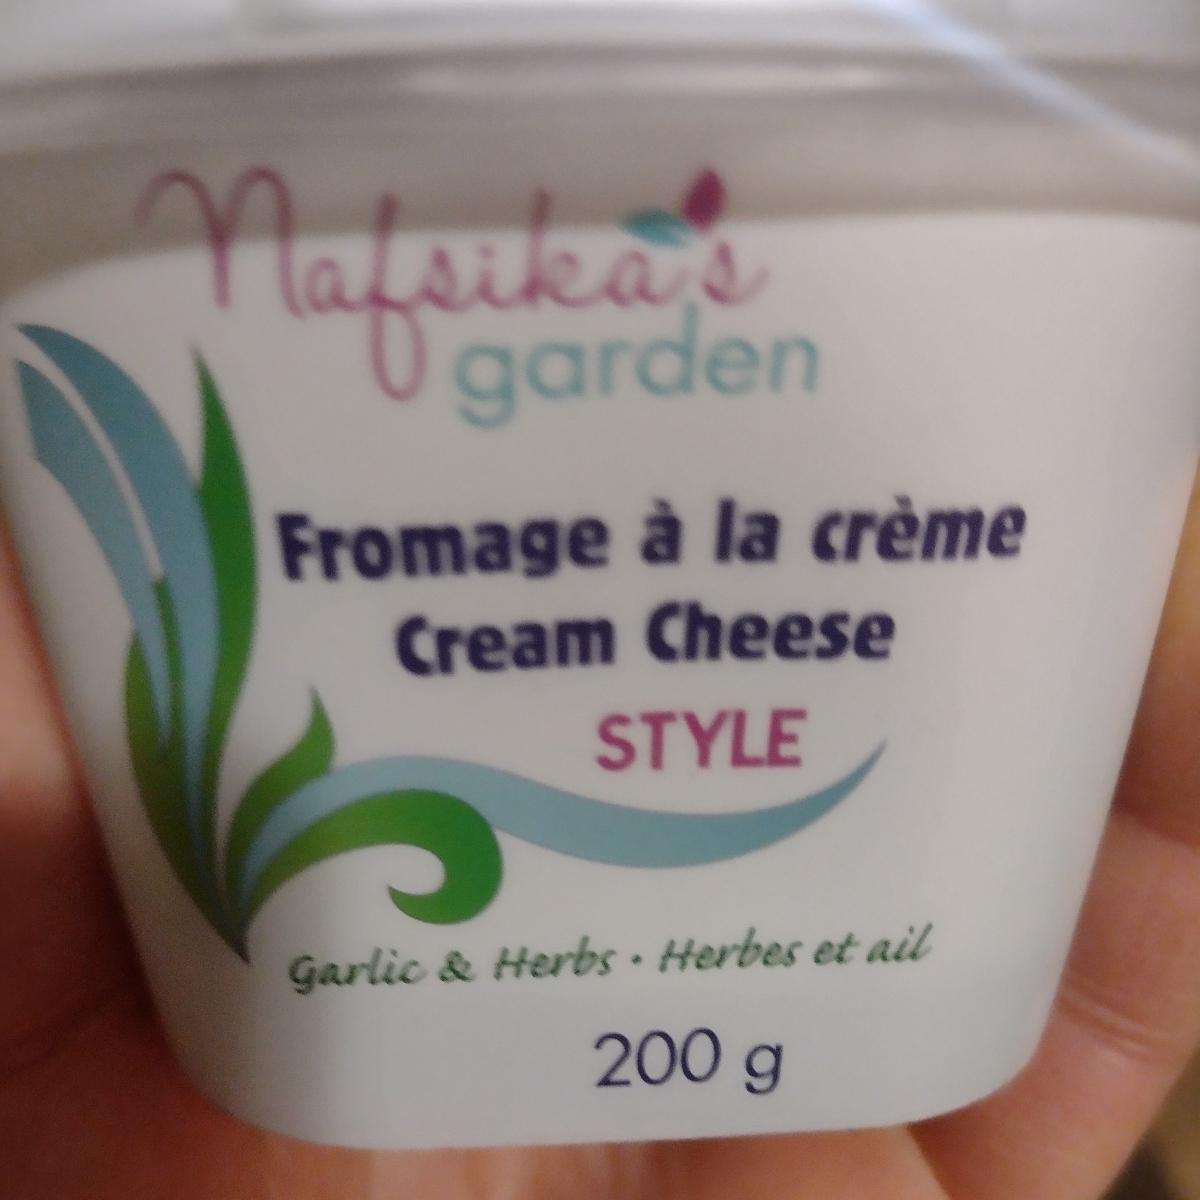 Nafsika's
garden
Fromage à la crème
Cream Cheese
STYLE
Garlic & Herbs • Herbes et ail
200 g